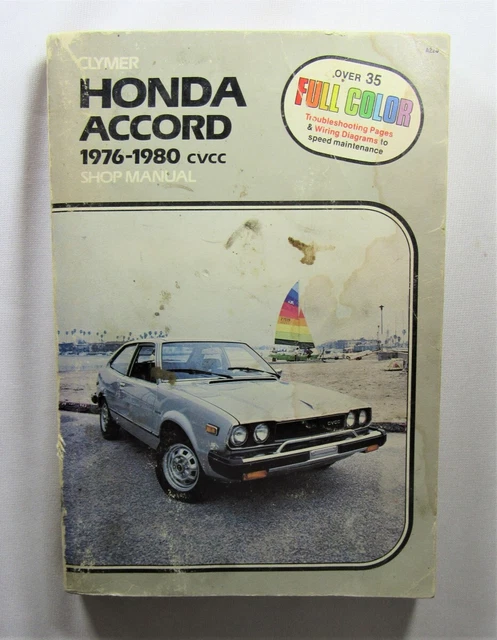 CLYMER
HONDA
ACCORD
1976-1980 CVCC
SHOP MANUAL
OVER 35
FULL COLOR
Troubleshooting Pages
& Wiring Diagrams to
speed maintenance
CVCC